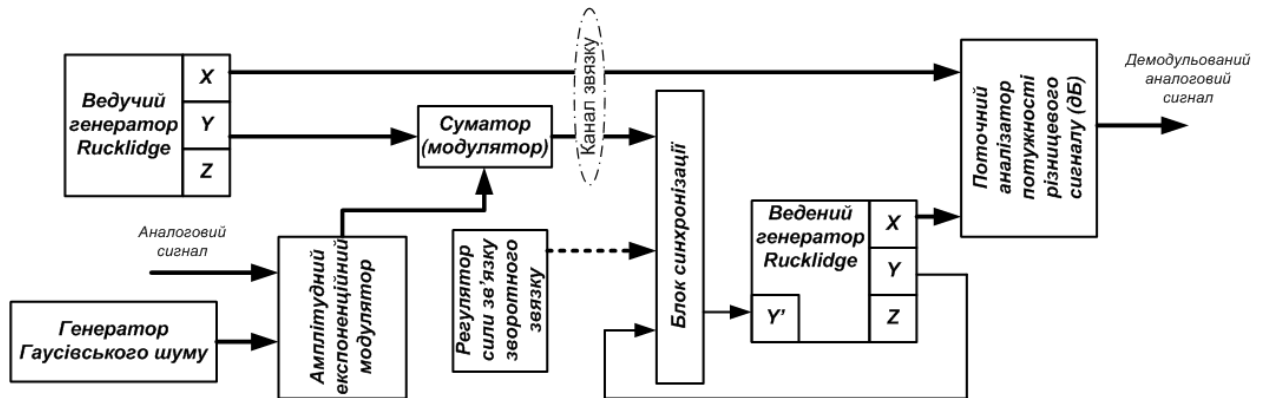 Ведучий
генератор
Rucklidge
X
Y
Z
Суматор
(модулятор)
Канал звязку
Поточний
аналізатор
потужності
різницевого
сигналу (дБ)
Демодульований
аналоговий
сигнал
Аналоговий
сигнал
Генератор
Гаусівського шуму
Амплітудний
експоненційний
модулятор
Регулятор
сили зв’язку
зворотного
звязку
Блок синхронізації
Ведений
генератор
Rucklidge
Y’
X
Y
Z